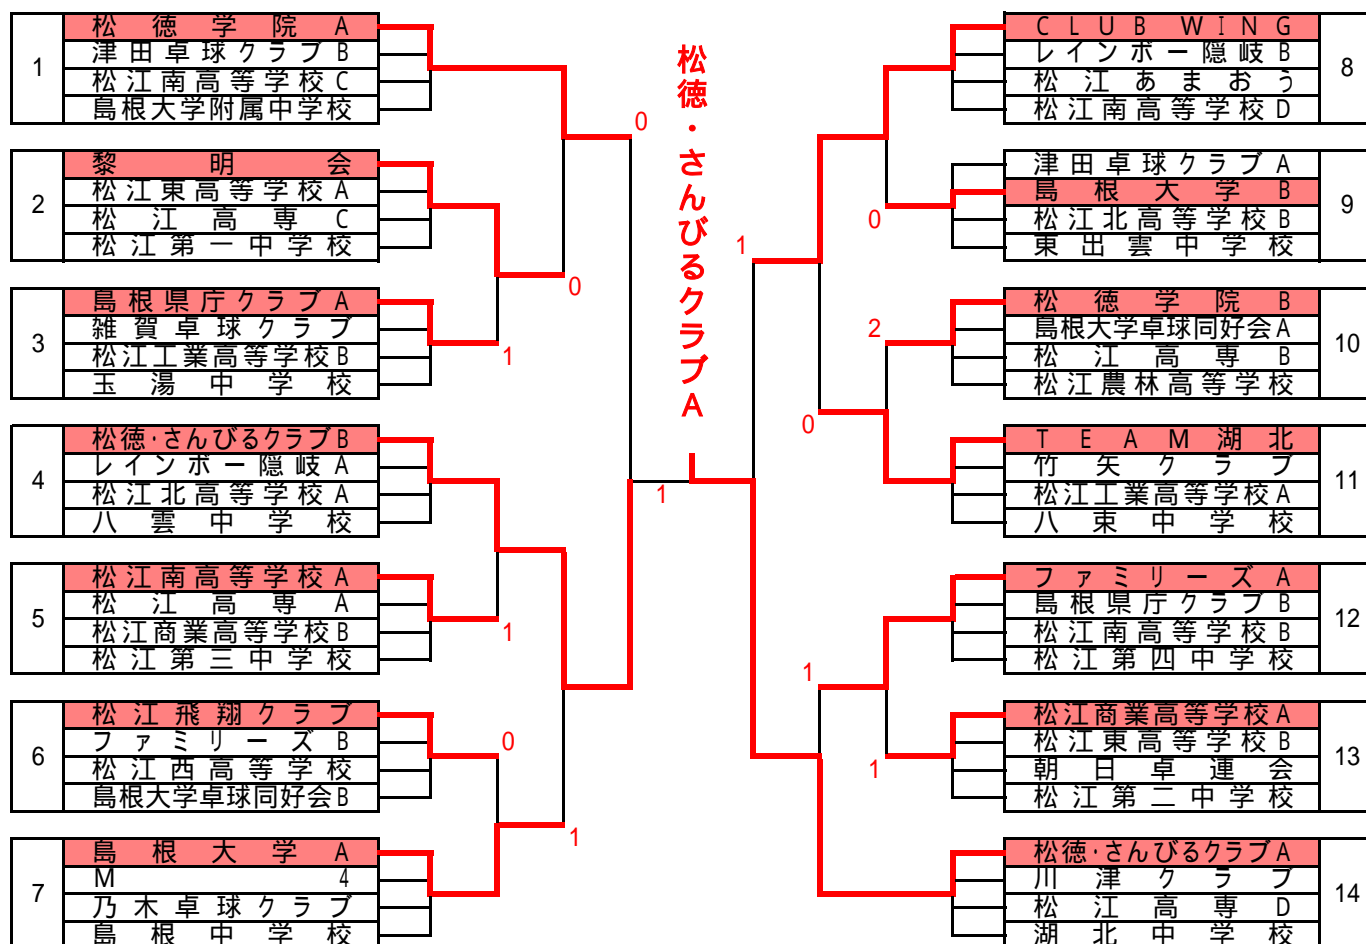 1
松徳学院A
津田卓球クラブB
松江南高等学校C
島根大学附属中学校
2
黎明会
松江東高等学校A
松江高専C
松江第一中学校
3
島根県庁クラブA
雑賀卓球クラブ
松江工業高等学校B
玉湯中学校
4
松徳・さんびるクラブB
レインボー隠岐A
松江北高等学校A
八雲中学校
5
松江南高等学校A
松江高専A
松江商業高等学校B
松江第三中学校
6
松江飛翔クラブ
ファミリーズB
松江西高等学校
島根大学卓球同好会B
7
島根大学A
M4
乃木卓球クラブ
島根中学校
0
0
1
1
0
1
松徳・さんびるクラブA
1
1
0
2
0
1
1
CLUB WING
レインボー隠岐B
松江あまおう
松江南高等学校D
8
津田卓球クラブA
島根大学B
松江北高等学校B
東出雲中学校
9
松徳学院B
島根大学卓球同好会A
松江高専B
松江農林高等学校
10
TEAM湖北
竹矢クラブ
松江工業高等学校A
八束中学校
11
ファミリーズA
島根県庁クラブB
松江南高等学校B
松江第四中学校
12
松江商業高等学校A
松江東高等学校B
朝日卓連会
松江第二中学校
13
松徳・さんびるクラブA
川津クラブ
松江高専D
湖北中学校
14